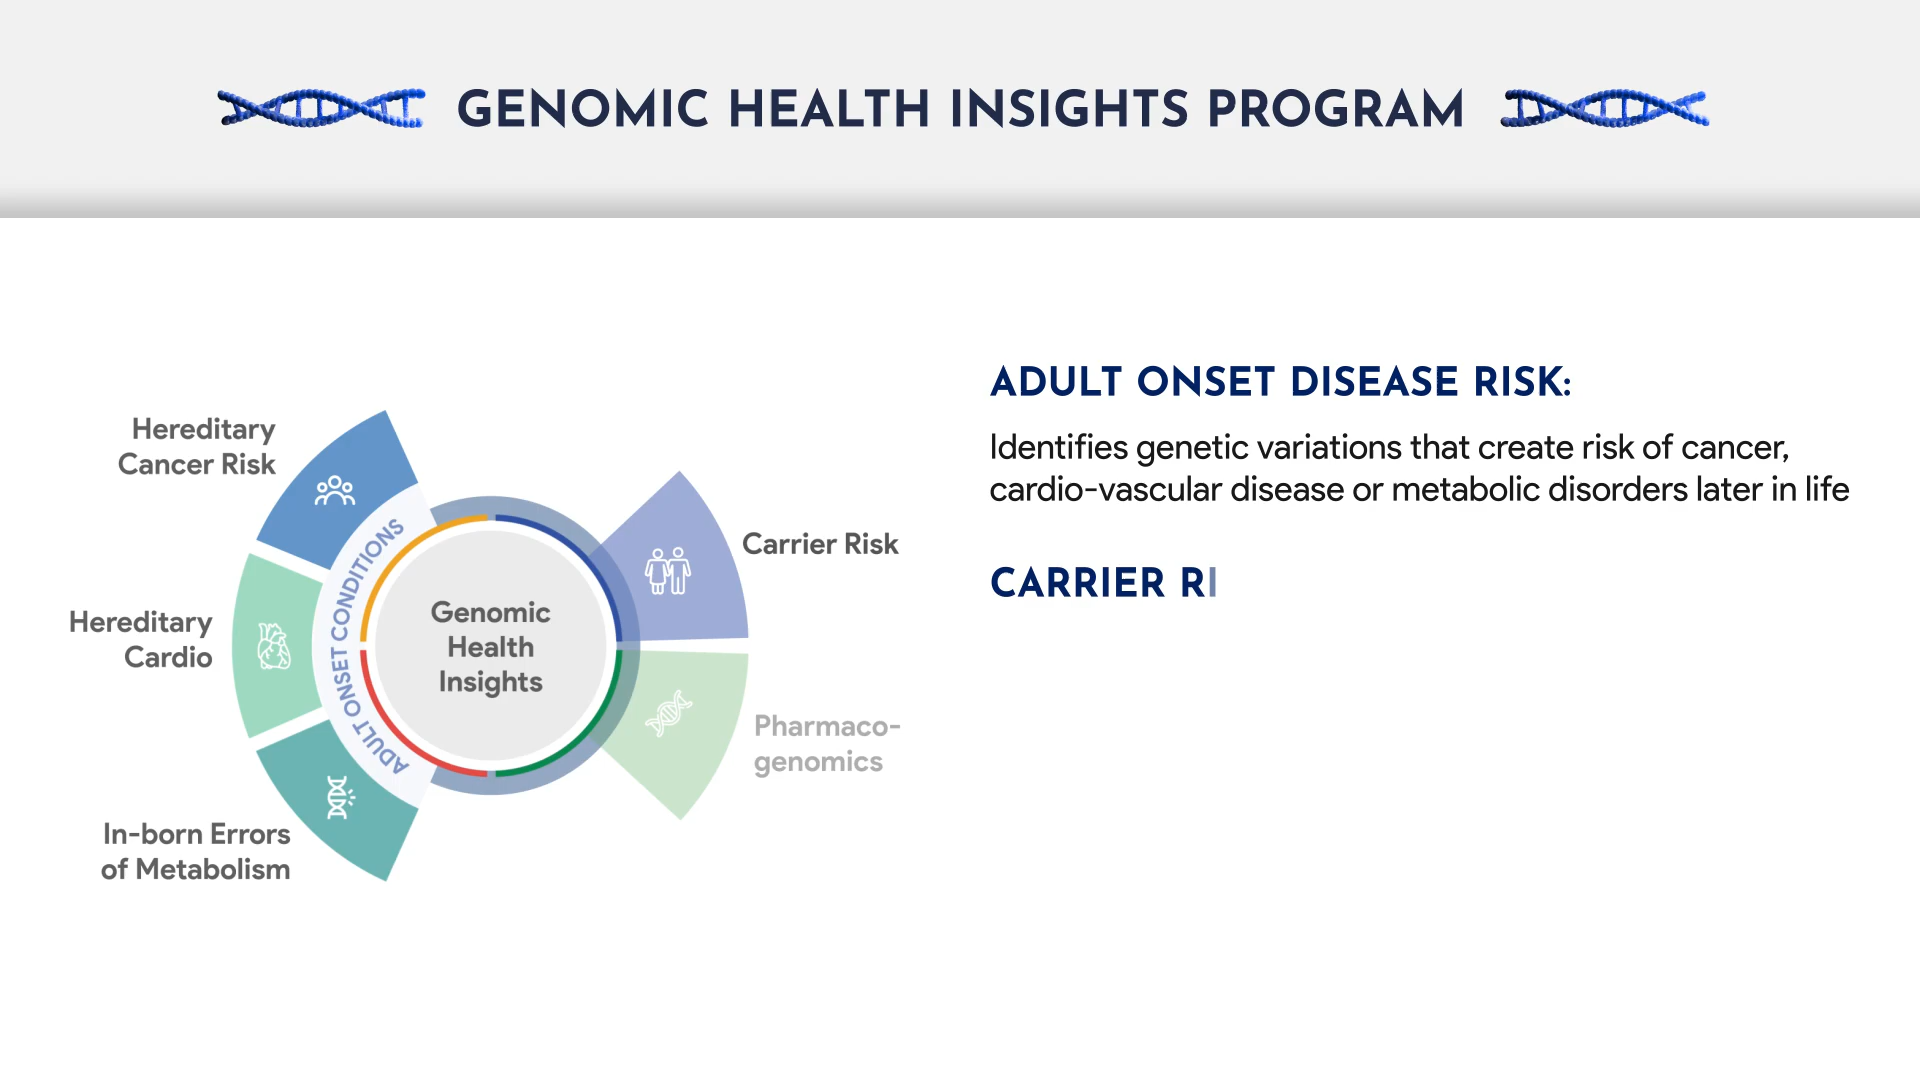 GENOMIC HEALTH INSIGHTS PROGRAM
Hereditary
Cancer Risk
Hereditary
Cardio
In-born Errors
of Metabolism
ADULT ONSET CONDITIONS
Genomic
Health
Insights
Carrier Risk
Pharmaco-
genomics
ADULT ONSET DISEASE RISK:
Identifies genetic variations that create risk of cancer,
cardio-vascular disease or metabolic disorders later in life
CARRIER RI